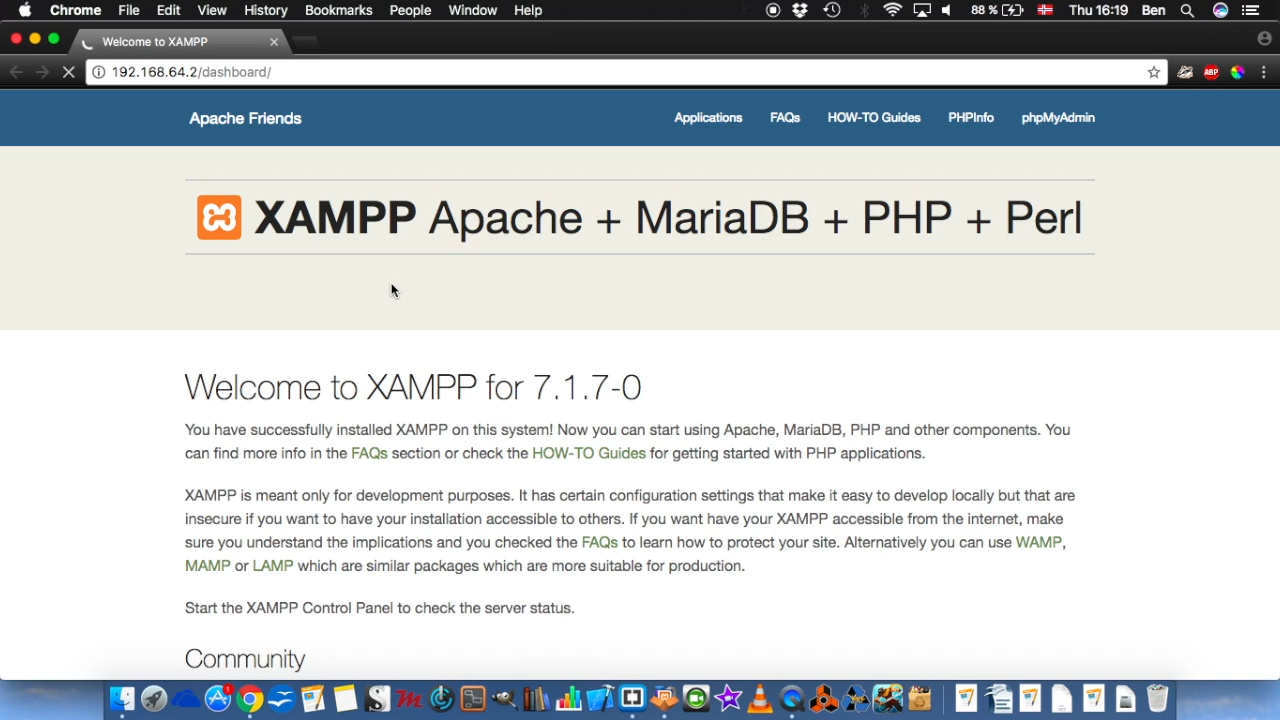 Chrome File Edit View History Bookmarks People Window Help 88 % Thu 16:19 Ben
Welcome to XAMPP
192.168.64.2/dashboard/
ABP
Apache Friends Applications FAQs HOW-TO Guides PHPInfo phpMyAdmin
XAMPP Apache + MariaDB + PHP + Perl
Welcome to XAMPP for 7.1.7-0
You have successfully installed XAMPP on this system! Now you can start using Apache, MariaDB, PHP and other components. You
can find more info in the FAQs section or check the HOW-TO Guides for getting started with PHP applications.
XAMPP is meant only for development purposes. It has certain configuration settings that make it easy to develop locally but that are
insecure if you want to have your installation accessible to others. If you want have your XAMPP accessible from the internet, make
sure you understand the implications and you checked the FAQs to learn how to protect your site. Alternatively you can use WAMP,
MAMP or LAMP which are similar packages which are more suitable for production.
Start the XAMPP Control Panel to check the server status.
Community
1